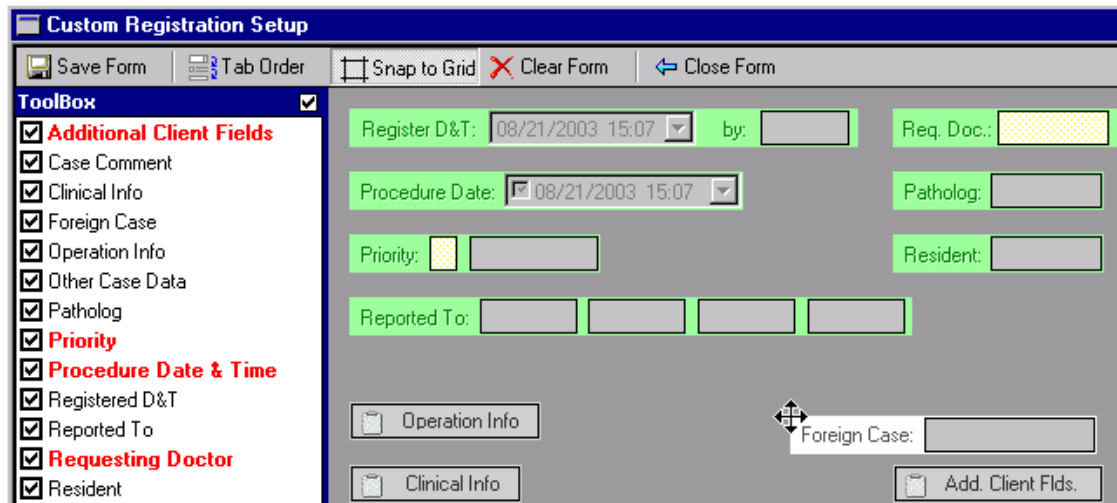 Custom Registration Setup
Save Form Tab Order Snap to Grid Clear Form Close Form
ToolBox
Additional Client Fields
Case Comment
Clinical Info
Foreign Case
Operation Info
Other Case Data
Patholog
Priority
Procedure Date & Time
Registered D&T
Reported To
Requesting Doctor
Resident
Register D&T: 08/21/2003 15:07 by: Req. Doc.:
Procedure Date: 08/21/2003 15:07 Patholog:
Priority: Resident:
Reported To:
Operation Info Foreign Case:
Clinical Info Add. Client Flds.